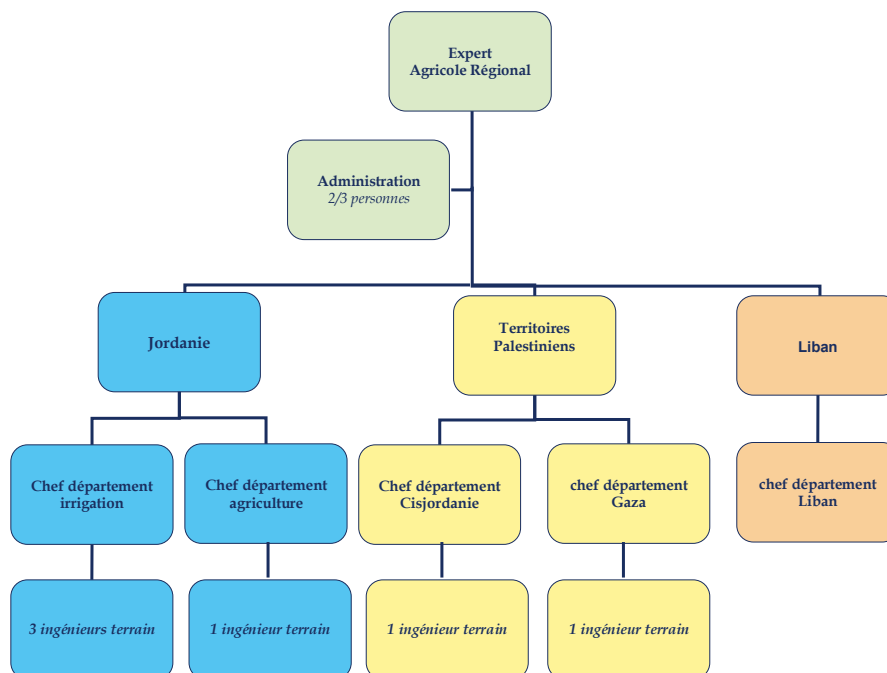 Expert
Agricole Régional
Administration
2/3 personnes
Jordanie
Territoires
Palestiniens
Liban
Chef département
irrigation
Chef département
agriculture
Chef département
Cisjordanie
chef département
Gaza
chef département
Liban
3 ingénieurs terrain
1 ingénieur terrain
1 ingénieur terrain
1 ingénieur terrain